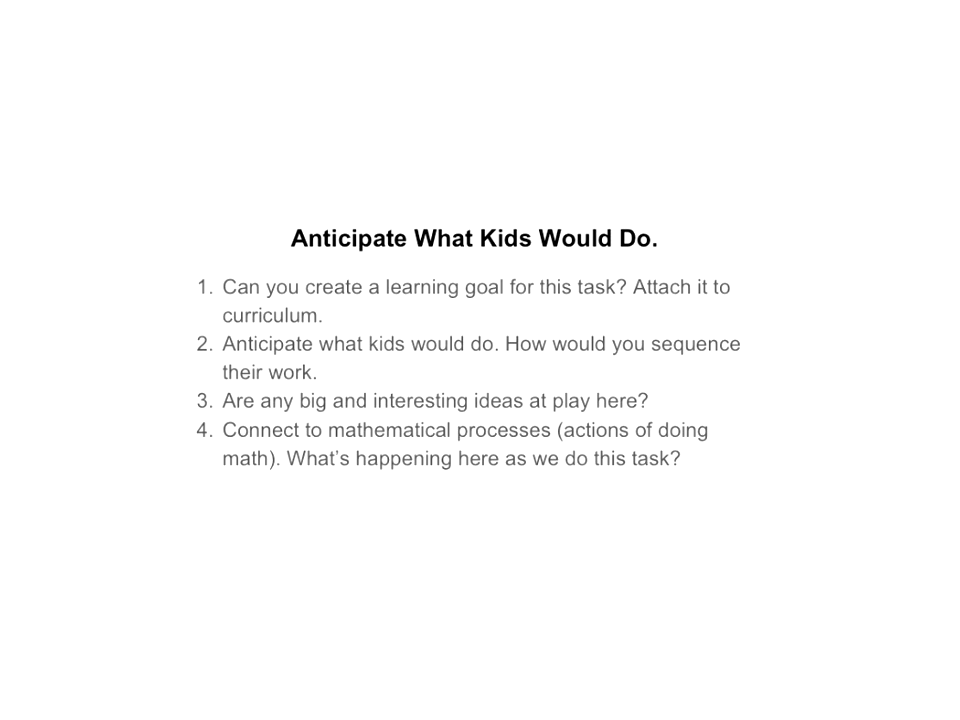 Anticipate What Kids Would Do.
1. Can you create a learning goal for this task? Attach it to
curriculum.
2. Anticipate what kids would do. How would you sequence
their work.
3. Are any big and interesting ideas at play here?
4. Connect to mathematical processes (actions of doing
math). What’s happening here as we do this task?